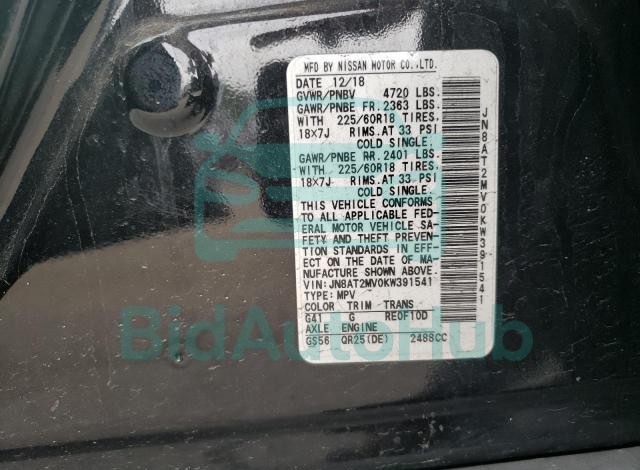 MFD BY NISSAN MOTOR CO.,LTD.
DATE 12/18
GVWR/PNBV 4720 LBS.
GAWR/PNBE FR.2363 LBS.
WITH 225/60R18 TIRES,
18X7J RIMS.AT 33 PSI
COLD SINGLE.
GAWR/PNBE RR.2401 LBS.
WITH 225/60R18 TIRES,
18X7J RIMS.AT 33 PSI
COLD SINGLE.
THIS VEHICLE CONFORMS
TO ALL APPLICABLE FED-
ERAL MOTOR VEHICLE SA-
FETY AND THEFT PREVEN-
TION STANDARDS IN EFF-
ECT ON THE DATE OF MA-
NUFACTURE SHOWN ABOVE.
VIN:JN8AT2MV0KW391541
TYPE:MPV
COLOR TRIM TRANS
G41 G RE0F10D
AXLE ENGINE
GS56 QR25(DE) 2488CC
JN8AT2MV0KW391541
BidAutoHub